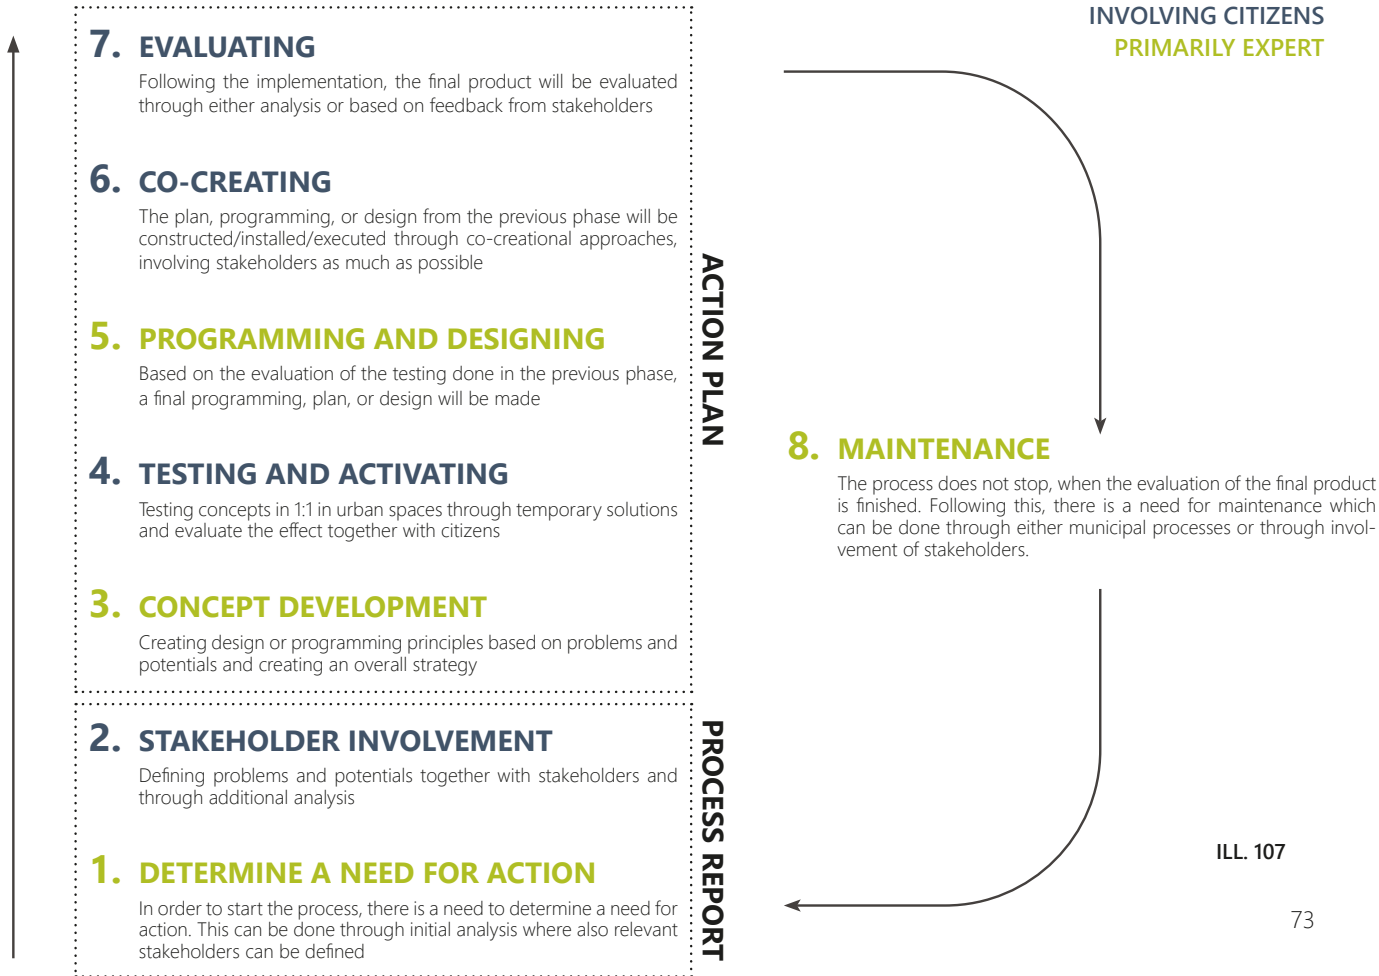 INVOLVING CITIZENS
PRIMARILY EXPERT
7. EVALUATING
Following the implementation, the final product will be evaluated
through either analysis or based on feedback from stakeholders
6. CO-CREATING
The plan, programming, or design from the previous phase will be
constructed/installed/executed through co-creational approaches,
involving stakeholders as much as possible
5. PROGRAMMING AND DESIGNING
Based on the evaluation of the testing done in the previous phase,
a final programming, plan, or design will be made
4. TESTING AND ACTIVATING
Testing concepts in 1:1 in urban spaces through temporary solutions
and evaluate the effect together with citizens
3. CONCEPT DEVELOPMENT
Creating design or programming principles based on problems and
potentials and creating an overall strategy
ACTION PLAN
2. STAKEHOLDER INVOLVEMENT
Defining problems and potentials together with stakeholders and
through additional analysis
1. DETERMINE A NEED FOR ACTION
In order to start the process, there is a need to determine a need for
action. This can be done through initial analysis where also relevant
stakeholders can be defined
PROCESS REPORT
8. MAINTENANCE
The process does not stop, when the evaluation of the final product
is finished. Following this, there is a need for maintenance which
can be done through either municipal processes or through invol-
vement of stakeholders.
ILL. 107
73